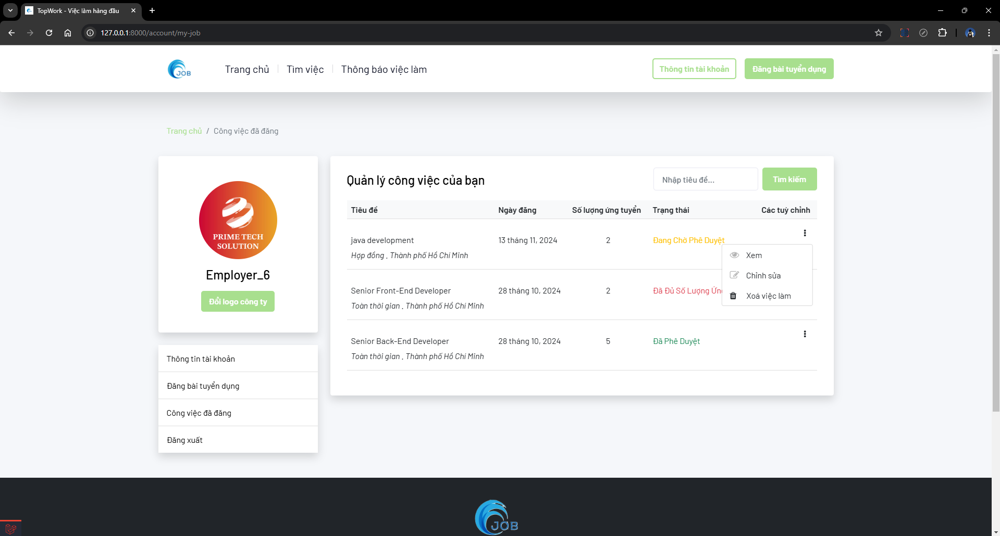 TopWork - Việc làm hàng đầu
127.0.0.1:8000/account/my-job
JOB
Trang chủ
Tìm việc
Thông báo việc làm
Thông tin tài khoản
Đăng bài tuyển dụng
Trang chủ / Công việc đã đăng
PRIME TECH
SOLUTION
Employer_6
Đổi logo công ty
Thông tin tài khoản
Đăng bài tuyển dụng
Công việc đã đăng
Đăng xuất
Quản lý công việc của bạn
Nhập tiêu đề...
Tìm kiếm
Tiêu đề Ngày đăng Số lượng ứng tuyển Trạng thái Các tuỳ chỉnh
java development 13 tháng 11, 2024 2 Đang Chờ Phê Duyệt
Hợp đồng . Thành phố Hồ Chí Minh
Xem
Chỉnh sửa
Xoá việc làm
Senior Front-End Developer 28 tháng 10, 2024 2 Đã Đủ Số Lượng Ứng
Toàn thời gian . Thành phố Hồ Chí Minh
Senior Back-End Developer 28 tháng 10, 2024 5 Đã Phê Duyệt
Toàn thời gian . Thành phố Hồ Chí Minh
JOB